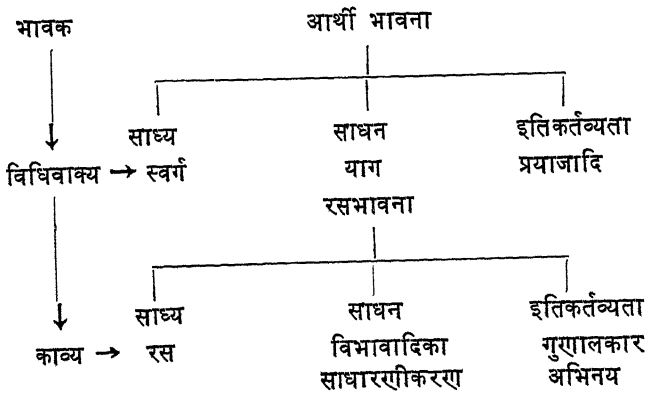 भावक आर्थी भावना
साध्य साधन इतिकर्तव्यता
विधिवाक्य → स्वर्ग याग प्रयाजादि
रसभावना
साध्य साधन इतिकर्तव्यता
काव्य → रस विभावादिका गुणालकार
साधारणीकरण अभिनय